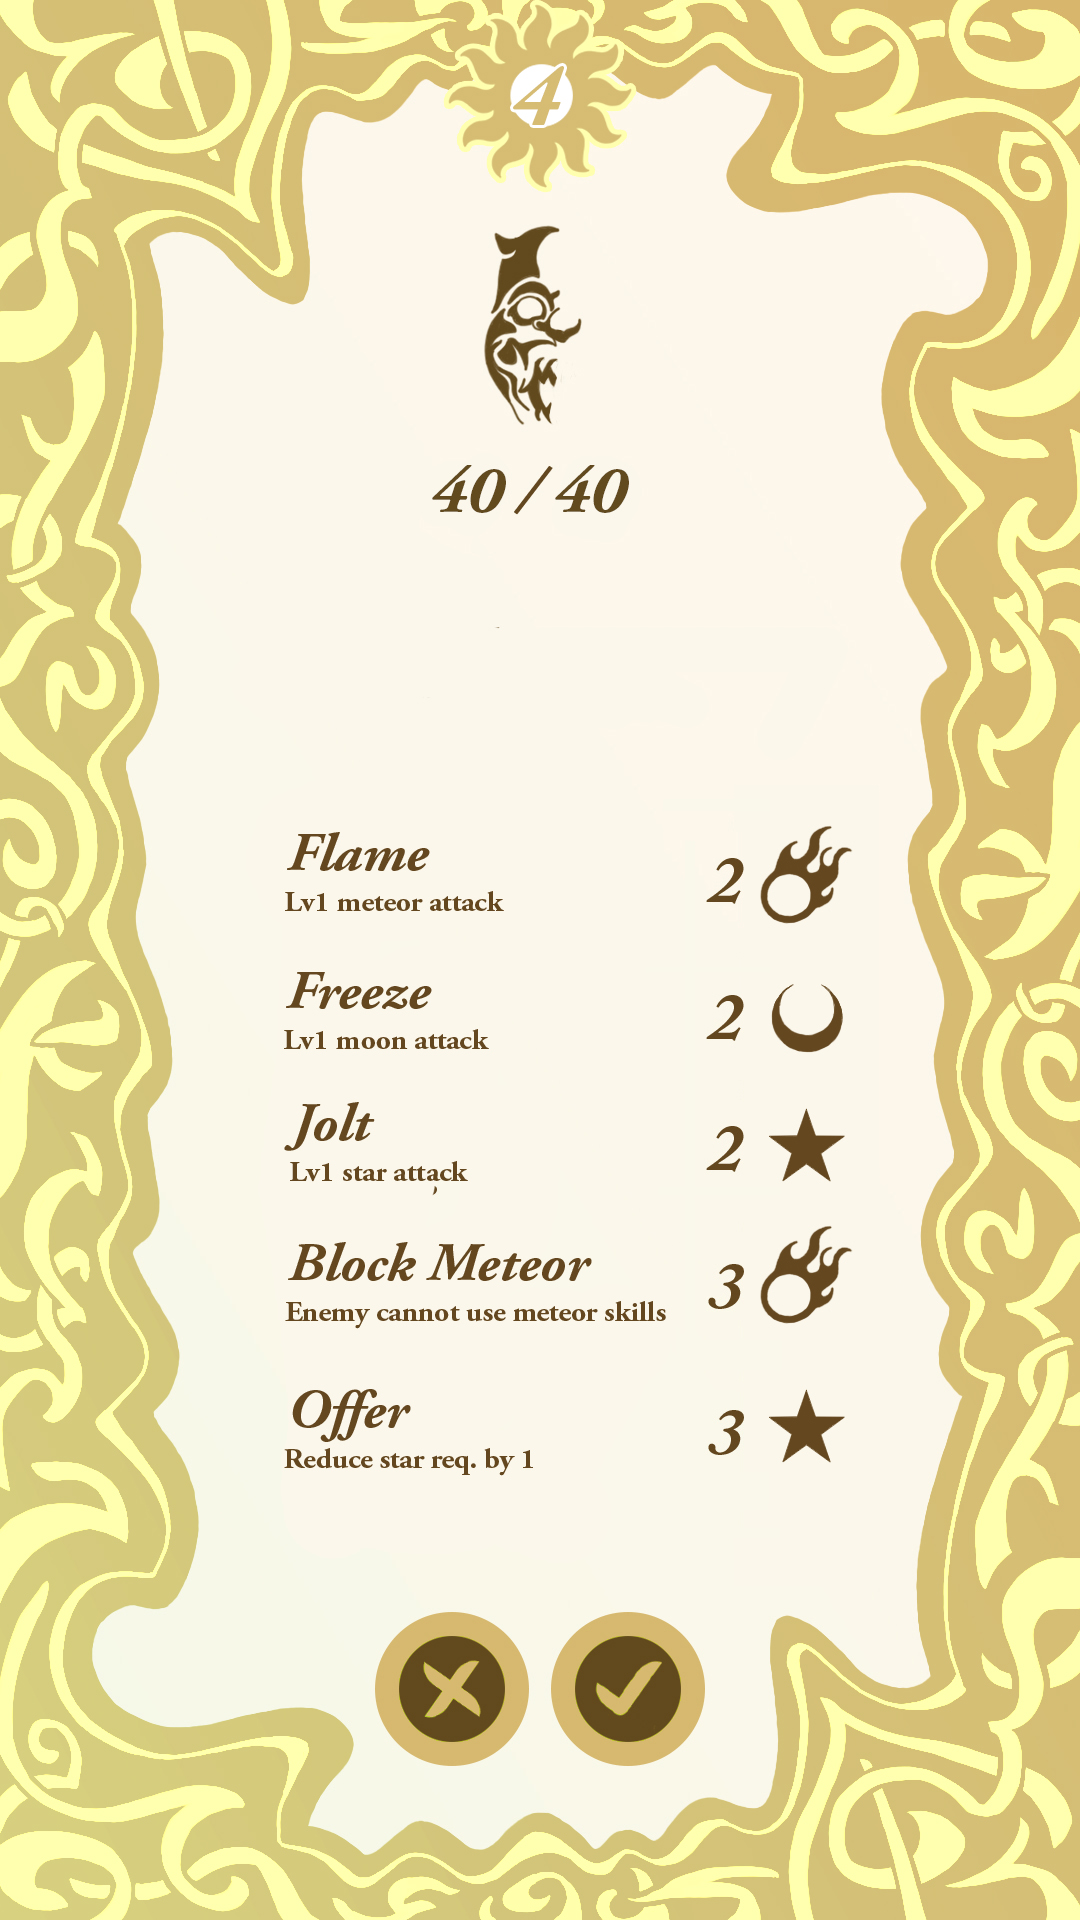 4
40 / 40
Flame
Lv1 meteor attack
2
Freeze
Lv1 moon attack
2
Jolt
Lv1 star attack
2
Block Meteor
Enemy cannot use meteor skills
3
Offer
Reduce star req. by 1
3